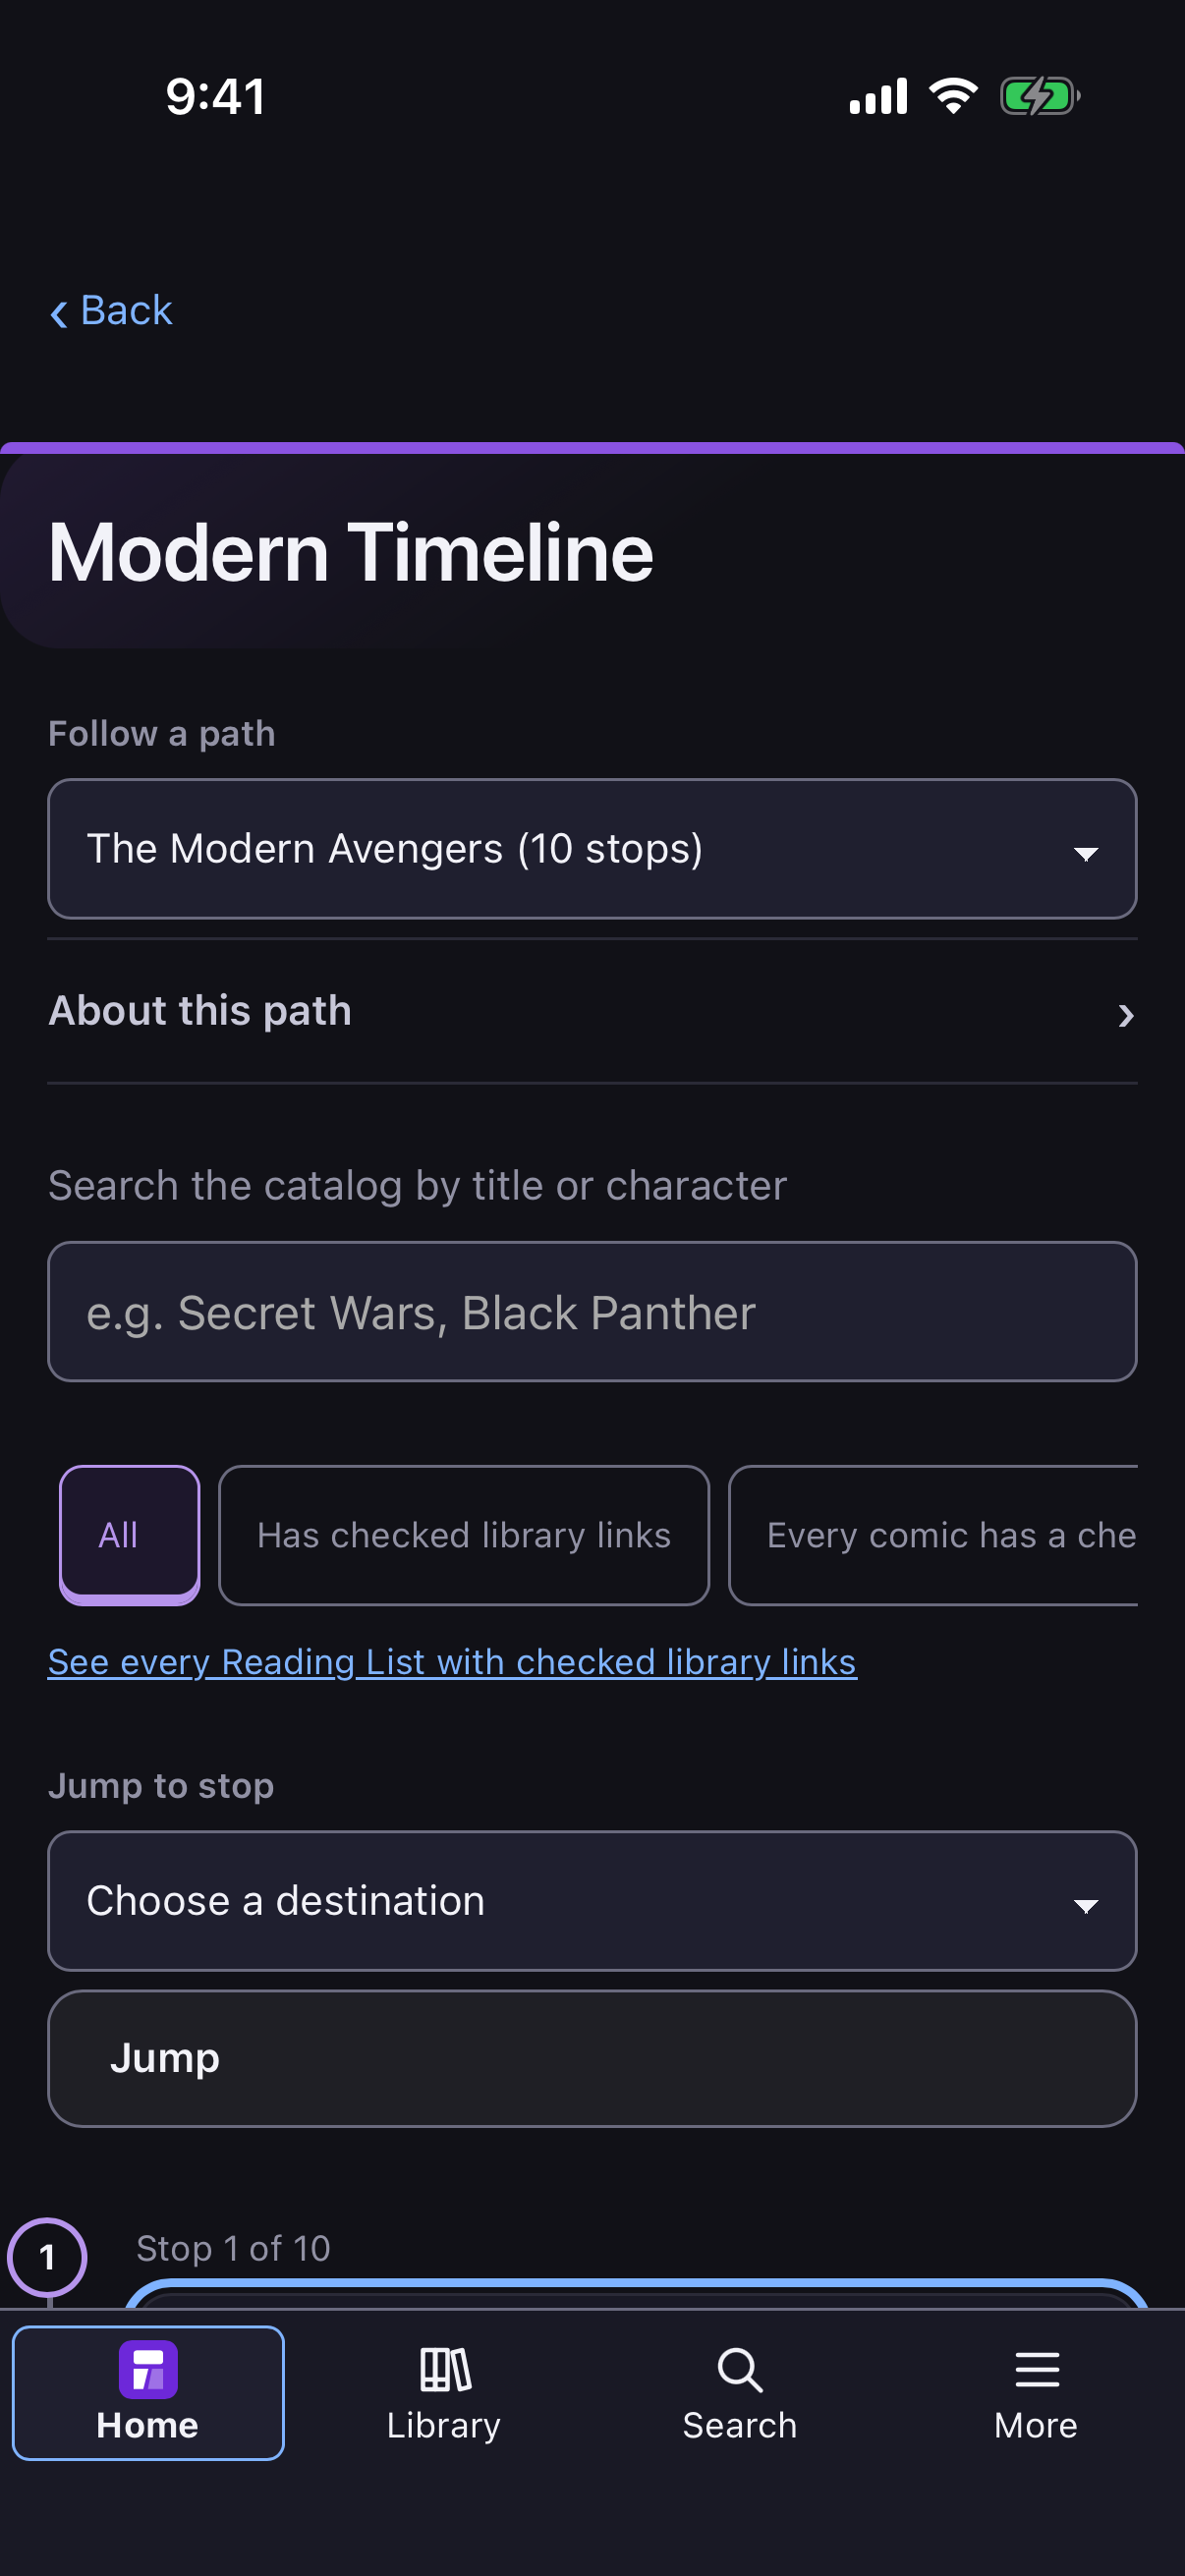 9:41
Back
Modern Timeline
Follow a path
The Modern Avengers (10 stops)
About this path
Search the catalog by title or character
e.g. Secret Wars, Black Panther
All
Has checked library links
Every comic has a che
See every Reading List with checked library links
Jump to stop
Choose a destination
Jump
1
Stop 1 of 10
Home
Library
Search
More